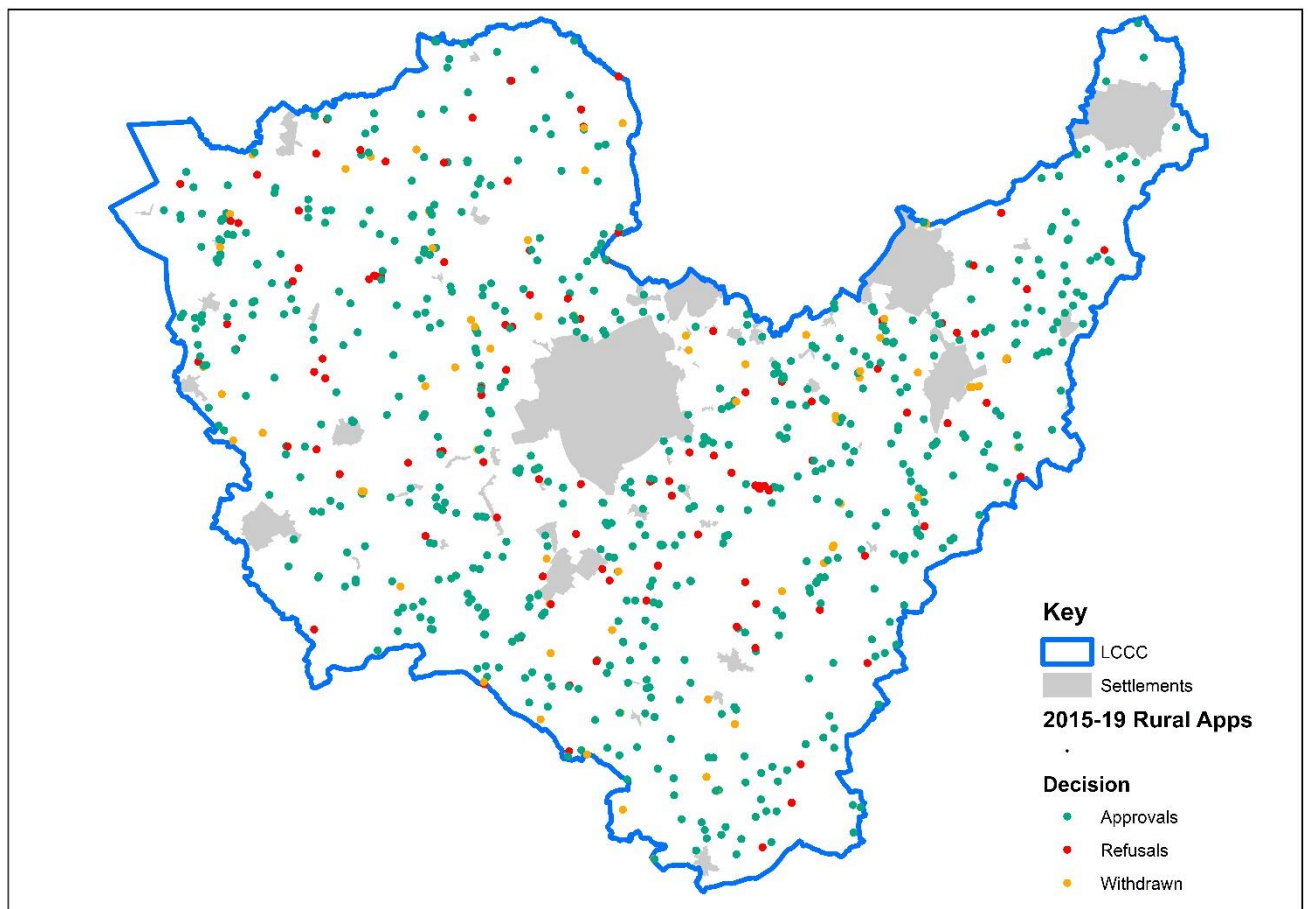 Key
LCCC
Settlements
2015-19 Rural Apps
Decision
Approvals
Refusals
Withdrawn